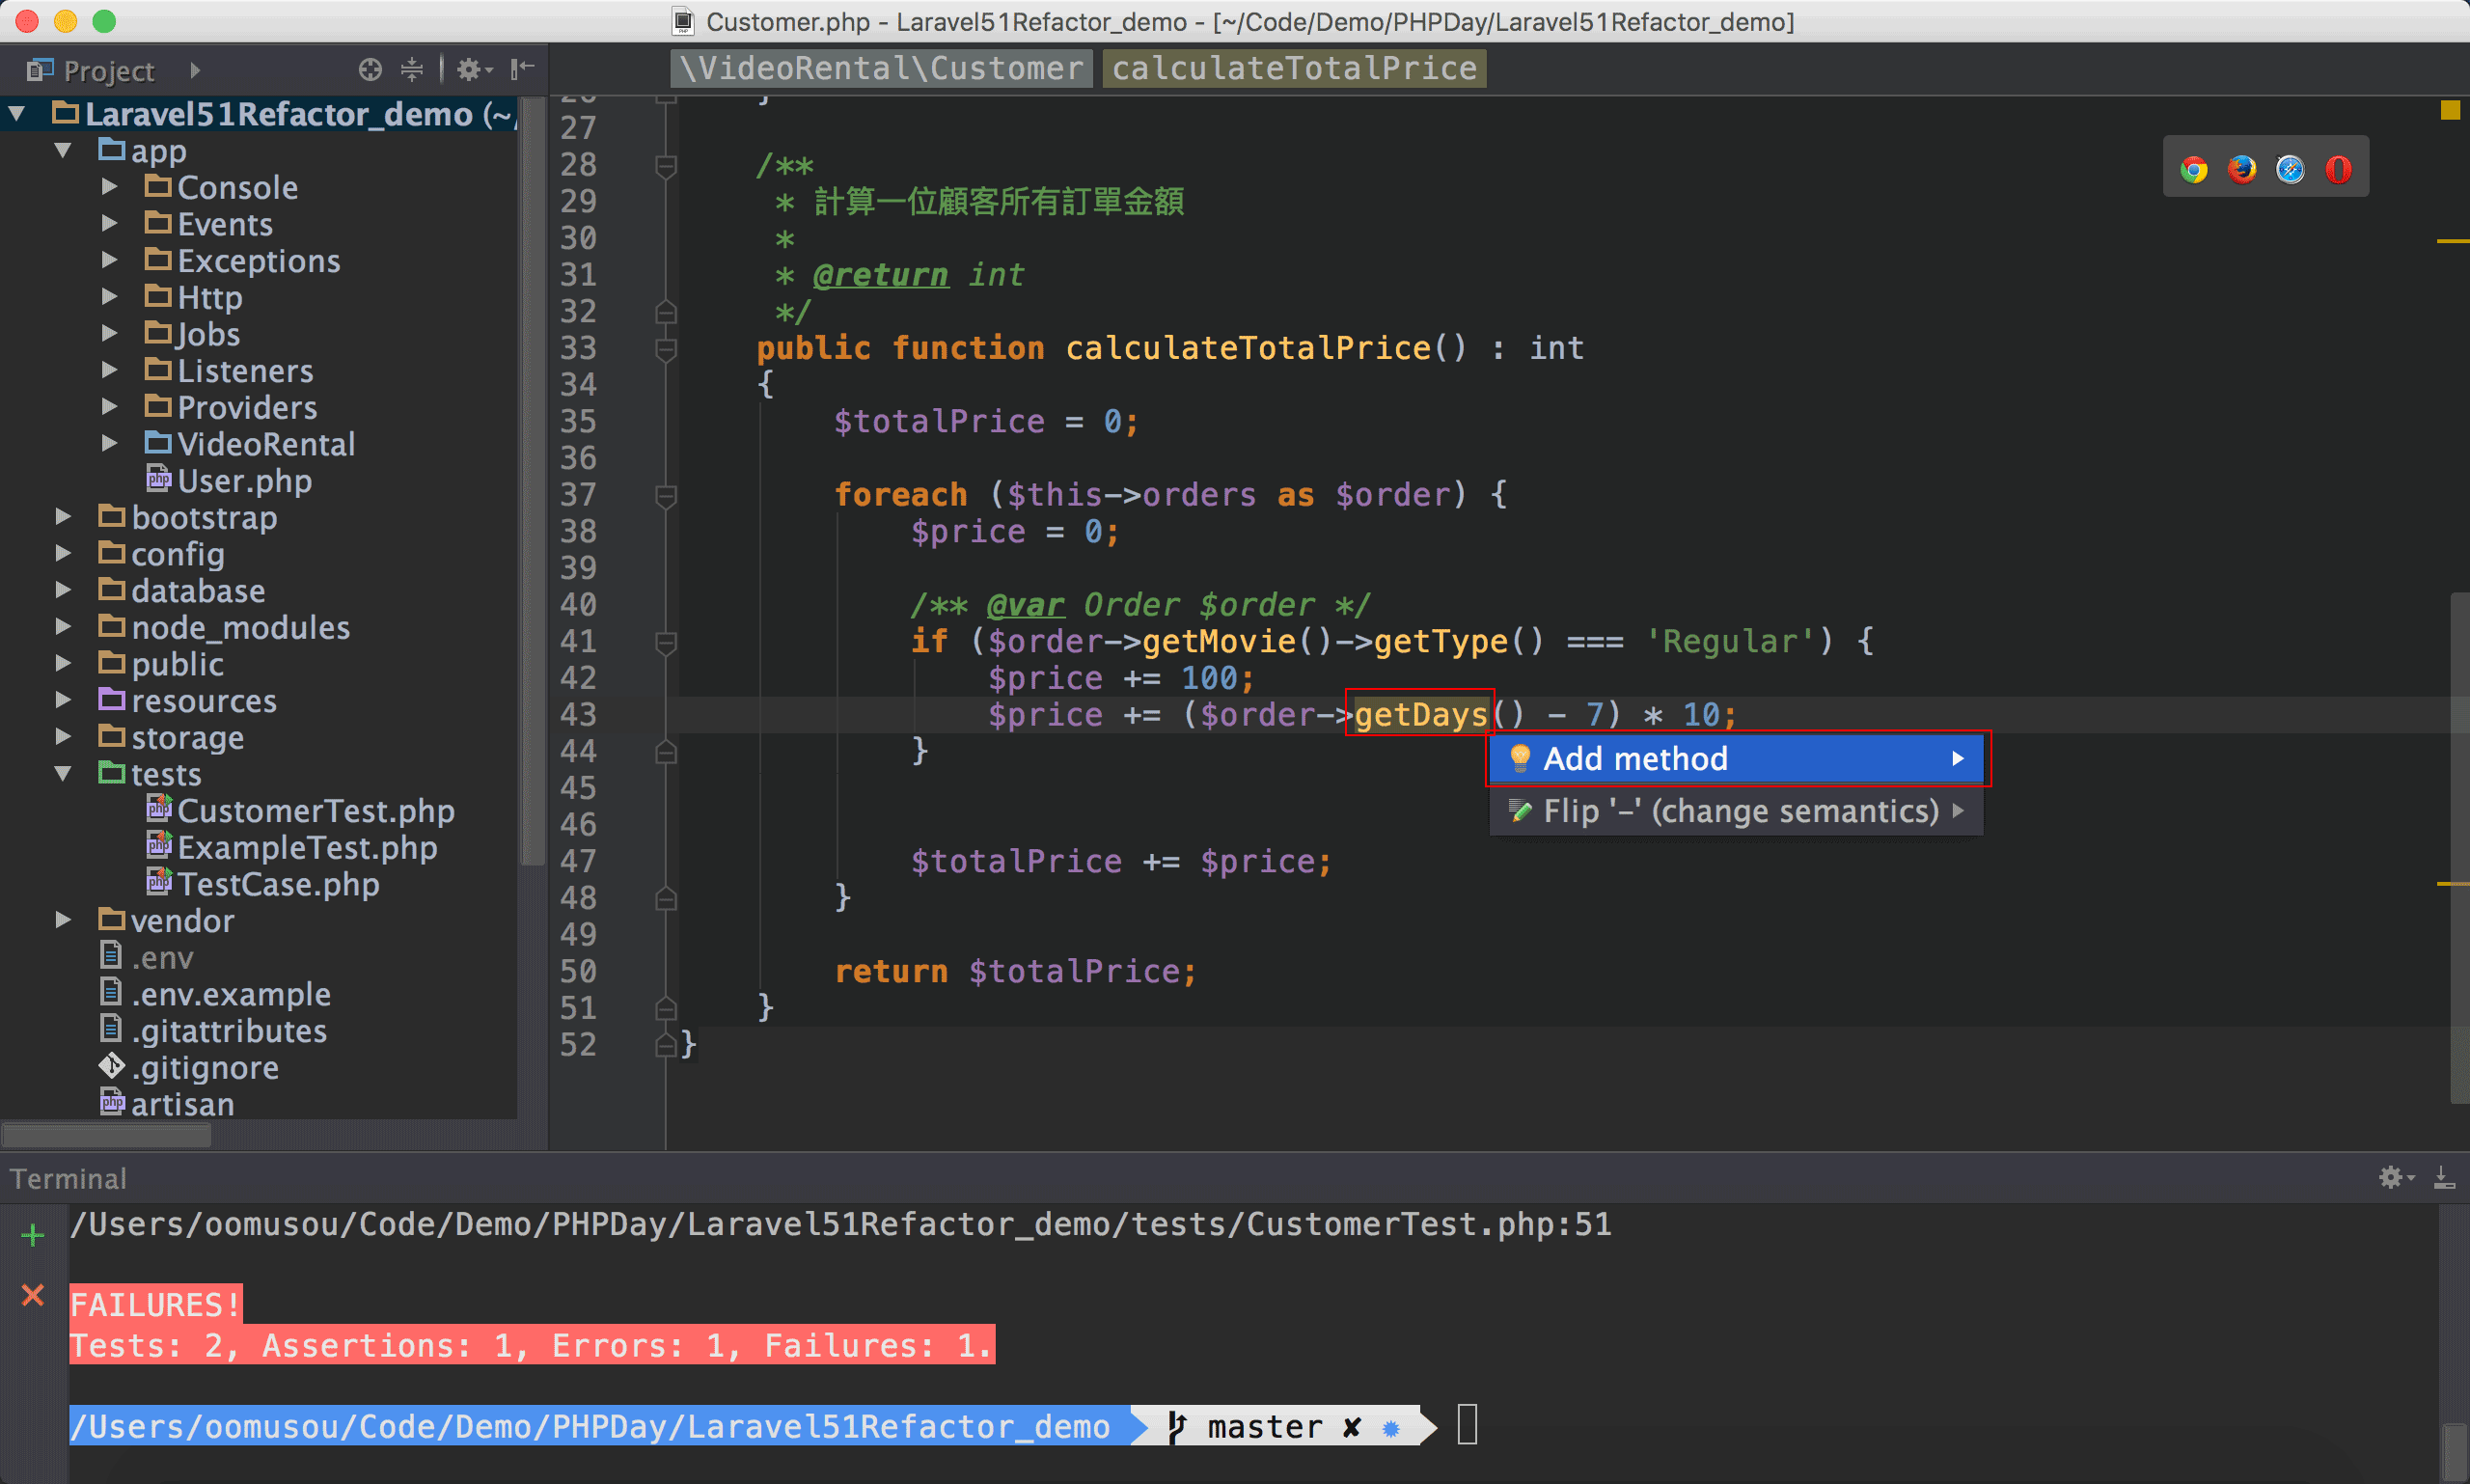 Customer.php - Laravel51Refactor_demo - [~/Code/Demo/PHPDay/Laravel51Refactor_demo]
Project
\VideoRental\Customer calculateTotalPrice
Laravel51Refactor_demo (~/
app
Console
Events
Exceptions
Http
Jobs
Listeners
Providers
VideoRental
User.php
bootstrap
config
database
node_modules
public
resources
storage
tests
CustomerTest.php
ExampleTest.php
TestCase.php
vendor
.env
.env.example
.gitattributes
.gitignore
artisan
26 }
27
28 /**
29 * 計算一位顧客所有訂單金額
30 *
31 * @return int
32 */
33 public function calculateTotalPrice() : int
34 {
35 $totalPrice = 0;
36
37 foreach ($this->orders as $order) {
38 $price = 0;
39
40 /** @var Order $order */
41 if ($order->getMovie()->getType() === 'Regular') {
42 $price += 100;
43 $price += ($order->getDays() - 7) * 10;
44 }
45
46
47 $totalPrice += $price;
48 }
49
50 return $totalPrice;
51 }
52 }
Add method
Flip '-' (change semantics)
Terminal
/Users/oomusou/Code/Demo/PHPDay/Laravel51Refactor_demo/tests/CustomerTest.php:51
FAILURES!
Tests: 2, Assertions: 1, Errors: 1, Failures: 1.
/Users/oomusou/Code/Demo/PHPDay/Laravel51Refactor_demo master ✘ ✹